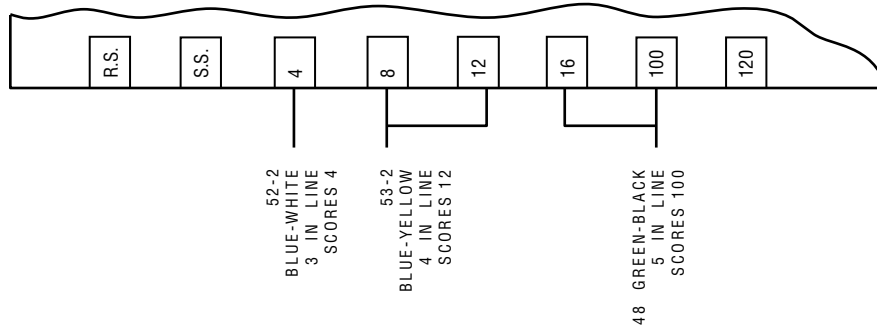 R.S.
S.S.
4
8
12
16
100
120
52-2
BLUE-WHITE
3 IN LINE
SCORES 4
53-2
BLUE-YELLOW
4 IN LINE
SCORES 12
48 GREEN-BLACK
5 IN LINE
SCORES 100